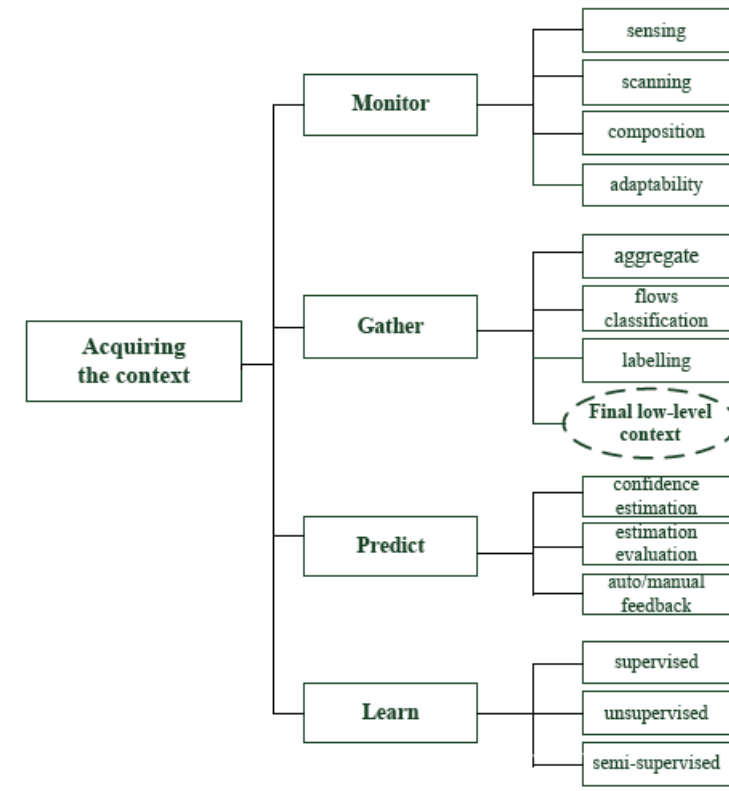 Acquiring
the context
Monitor
sensing
scanning
composition
adaptability
Gather
aggregate
flows
classification
labelling
Final low-level
context
Predict
confidence
estimation
estimation
evaluation
auto/manual
feedback
Learn
supervised
unsupervised
semi-supervised